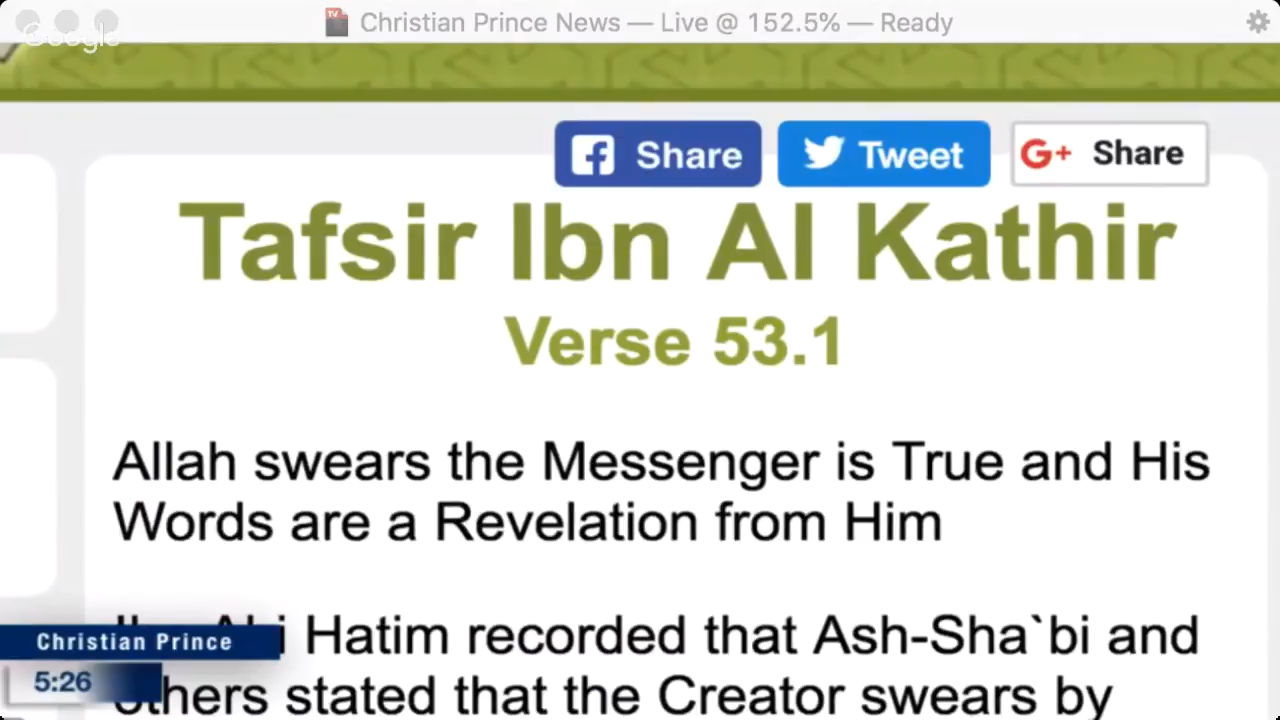 Christian Prince News — Live @ 152.5% — Ready
Google
Share
Tweet
G+ Share
Tafsir Ibn Al Kathir
Verse 53.1
Allah swears the Messenger is True and His
Words are a Revelation from Him
Hatim recorded that Ash-Sha`bi and
Christian Prince
others stated that the Creator swears by
5:26